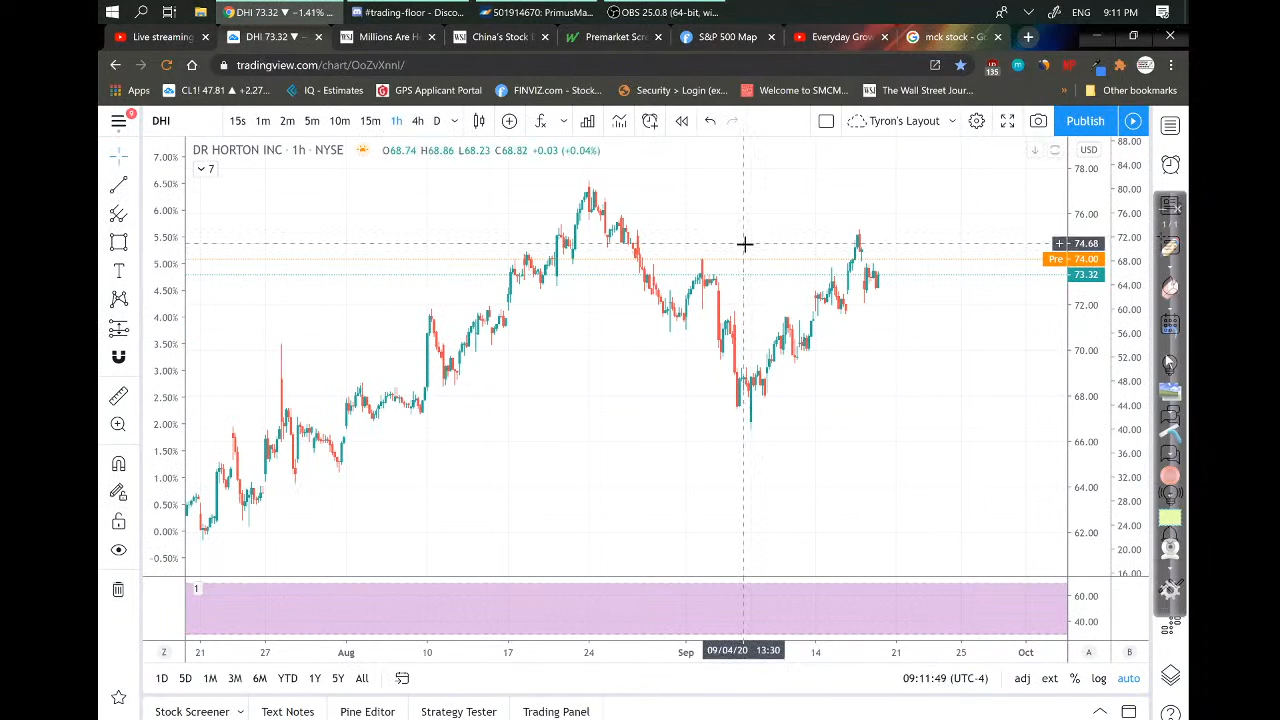 DHI 73.32 ▼ −1.41% ...
#trading-floor - Disco...
501914670: PrimusMa...
OBS 25.0.8 (64-bit, wi...
ENG
9:11 PM
Live streaming
DHI 73.32 ▼ −
Millions Are H
China's Stock E
Premarket Scr
S&P 500 Map
Everyday Grow
mck stock - Go
tradingview.com/chart/OoZvXnnI/
135
Apps
CL1! 47.81 ▲ +2.27...
IQ - Estimates
GPS Applicant Portal
FINVIZ.com - Stock...
Security > Login (ex...
Welcome to SMCM...
The Wall Street Jour...
Other bookmarks
9
DHI
15s 1m 2m 5m 10m 15m 1h 4h D
Tyron's Layout
Publish
DR HORTON INC · 1h · NYSE
O68.74 H68.86 L68.23 C68.82 +0.03 (+0.04%)
7
USD
7.00%
6.50%
6.00%
5.50%
5.00%
4.50%
4.00%
3.50%
3.00%
2.50%
2.00%
1.50%
1.00%
0.50%
0.00%
−0.50%
78.00
76.00
74.68
Pre 74.00
73.32
72.00
70.00
68.00
66.00
64.00
62.00
60.00
40.00
88.00
84.00
80.00
76.00
72.00
68.00
64.00
60.00
56.00
52.00
48.00
44.00
40.00
36.00
32.00
28.00
24.00
20.00
16.00
1/1
1
Z
21 27 Aug 10 17 24 Sep 09/04/20 13:30 14 21 25 Oct
A
B
1D 5D 1M 3M 6M YTD 1Y 5Y All
09:11:49 (UTC-4)
adj ext % log auto
Stock Screener
Text Notes
Pine Editor
Strategy Tester
Trading Panel